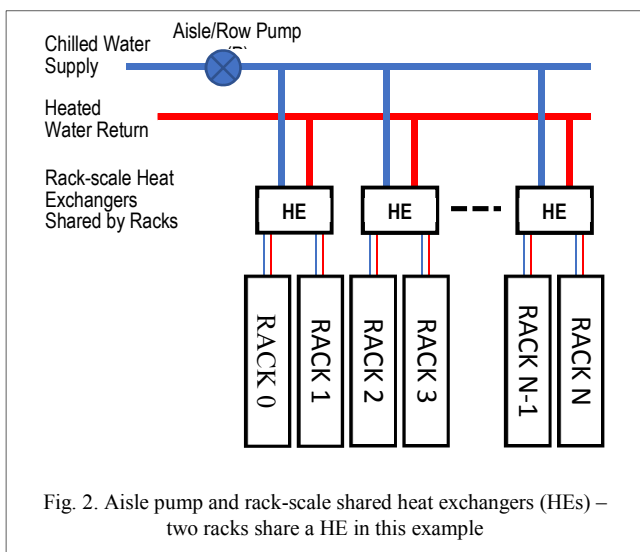 Aisle/Row Pump
Chilled Water
Supply
Heated
Water Return
Rack-scale Heat
Exchangers
Shared by Racks
HE
HE
HE
RACK 0
RACK 1
RACK 2
RACK 3
RACK N-1
RACK N
Fig. 2. Aisle pump and rack-scale shared heat exchangers (HEs) –
two racks share a HE in this example